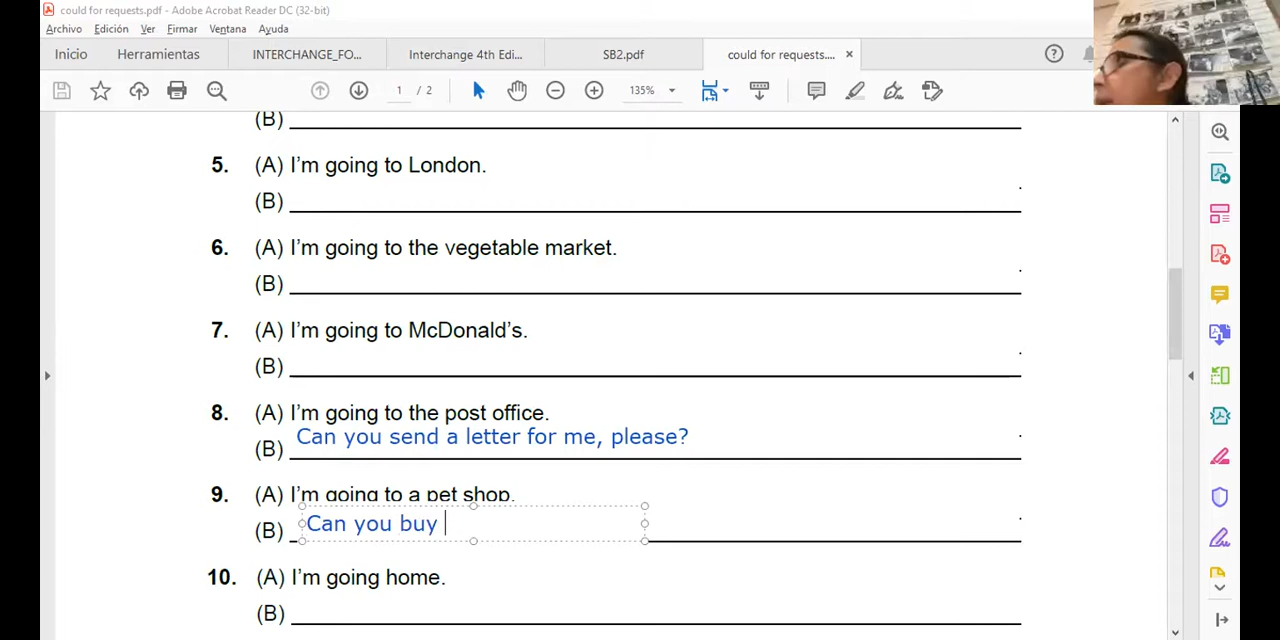 could for requests.pdf - Adobe Acrobat Reader DC (32-bit)
Archivo Edición Ver Firmar Ventana Ayuda
Inicio Herramientas INTERCHANGE_FO... Interchange 4th Edi... SB2.pdf could for requests.... ×
1 / 2 135%
(B)
5. (A) I'm going to London.
(B) .
6. (A) I'm going to the vegetable market.
(B) .
7. (A) I'm going to McDonald's.
(B) .
8. (A) I'm going to the post office.
(B) Can you send a letter for me, please? .
9. (A) I'm going to a pet shop.
(B) Can you buy .
10. (A) I'm going home.
(B)